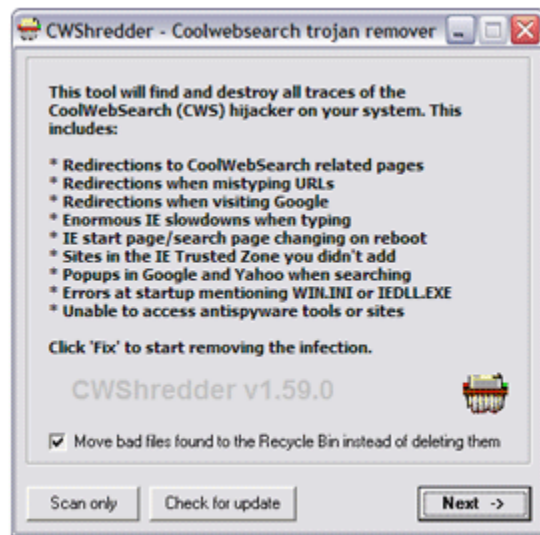 CWShredder - Coolwebsearch trojan remover
This tool will find and destroy all traces of the
CoolWebSearch (CWS) hijacker on your system. This
includes:
* Redirections to CoolWebSearch related pages
* Redirections when mistyping URLs
* Redirections when visiting Google
* Enormous IE slowdowns when typing
* IE start page/search page changing on reboot
* Sites in the IE Trusted Zone you didn't add
* Popups in Google and Yahoo when searching
* Errors at startup mentioning WIN.INI or IEDLL.EXE
* Unable to access antispyware tools or sites
Click 'Fix' to start removing the infection.
CWShredder v1.59.0
Move bad files found to the Recycle Bin instead of deleting them
Scan only Check for update Next ->